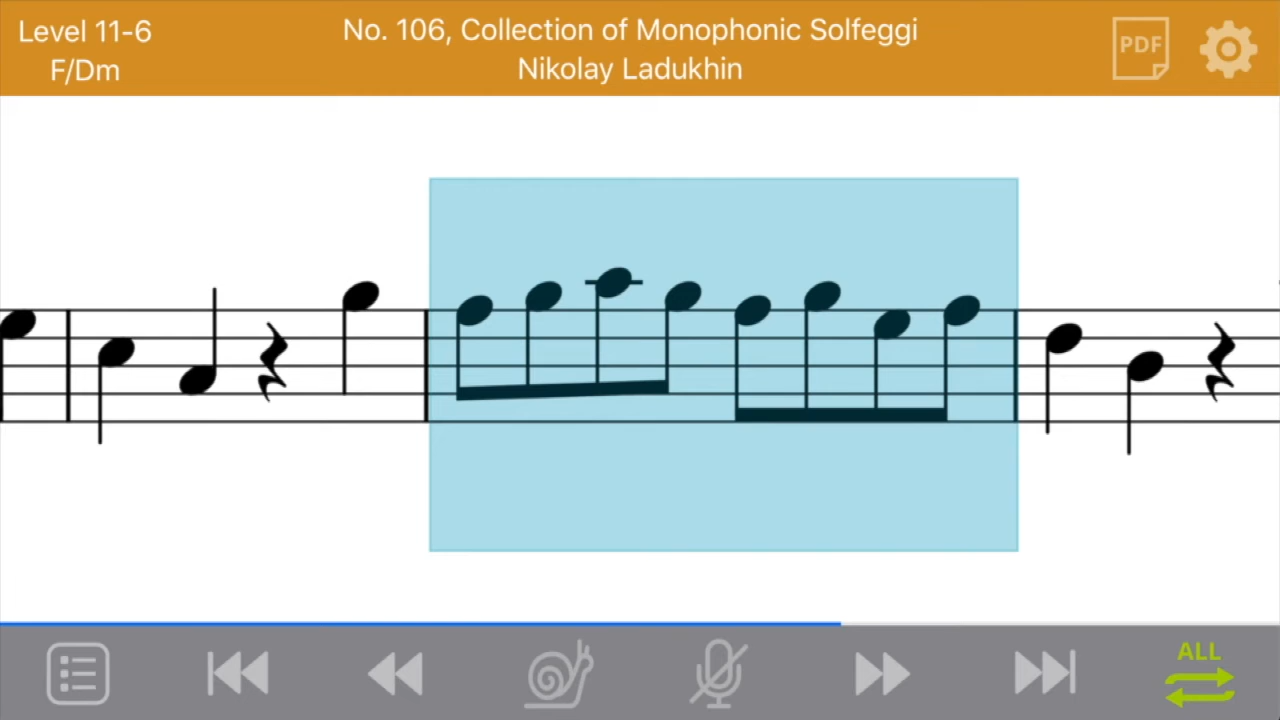 Level 11-6
F/Dm
No. 106, Collection of Monophonic Solfeggi
Nikolay Ladukhin
PDF
ALL